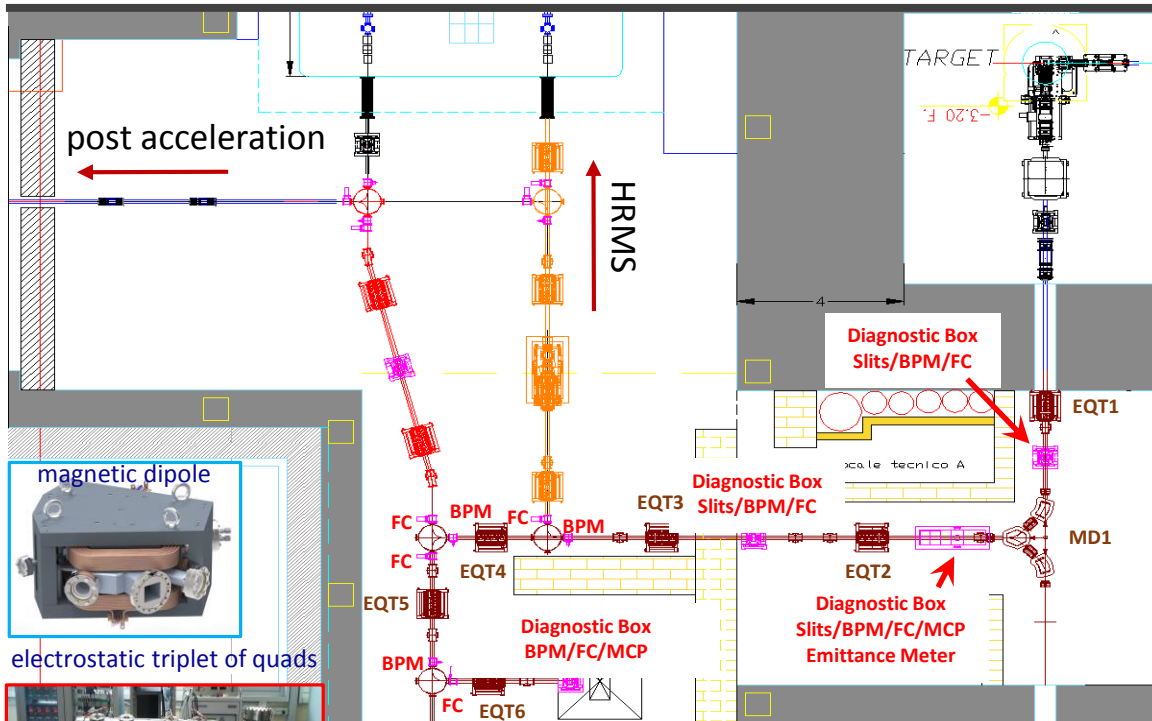 TARGET
-3.20 F.
post acceleration
HRMS
4
Diagnostic Box
Slits/BPM/FC
EQT1
magnetic dipole
ocale tecnico A
Diagnostic Box
Slits/BPM/FC
EQT3
FC
BPM
FC
BPM
MD1
FC
EQT4
EQT2
EQT5
Diagnostic Box
BPM/FC/MCP
Diagnostic Box
Slits/BPM/FC/MCP
Emittance Meter
electrostatic triplet of quads
BPM
FC
EQT6